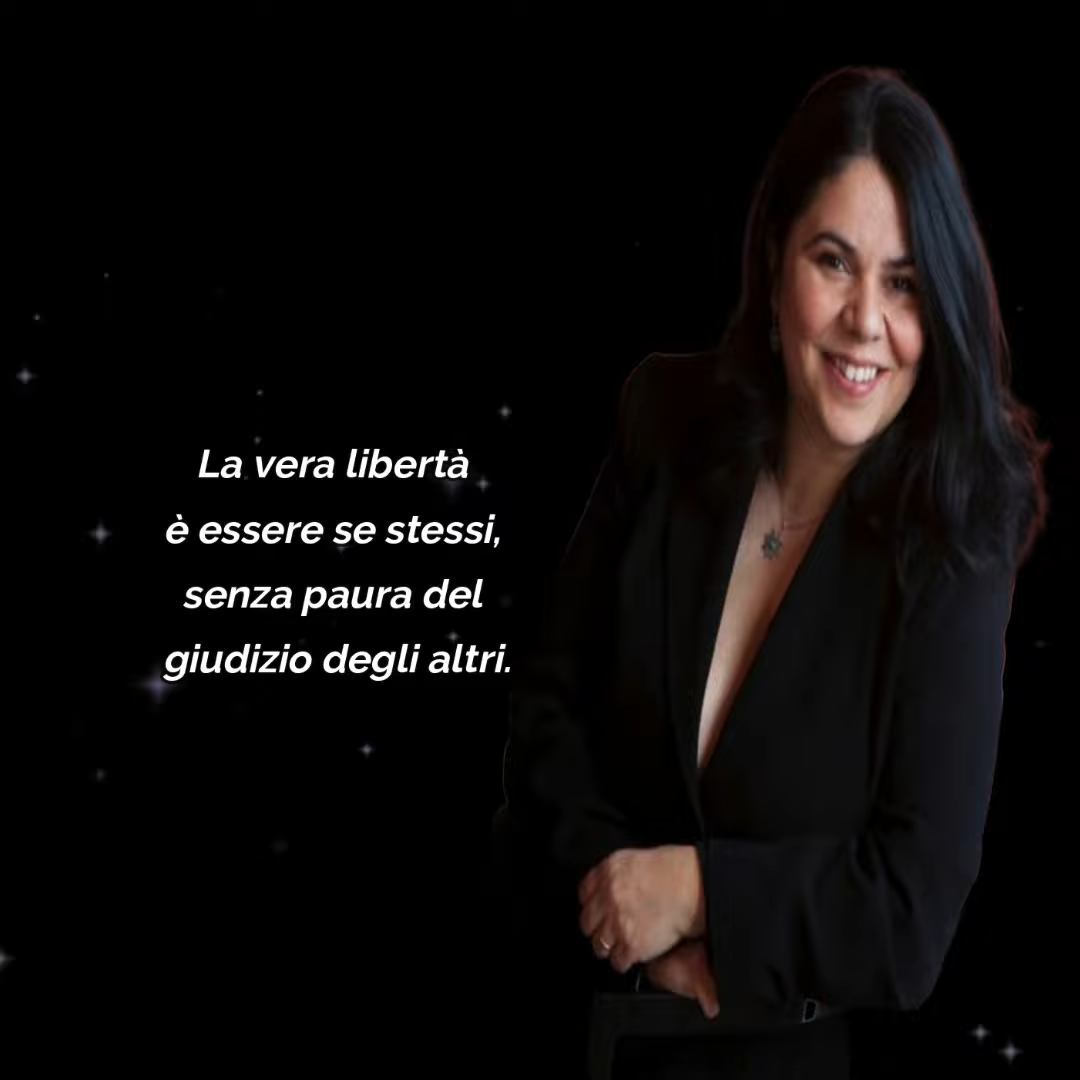 La vera libertà
è essere se stessi,
senza paura del
giudizio degli altri.